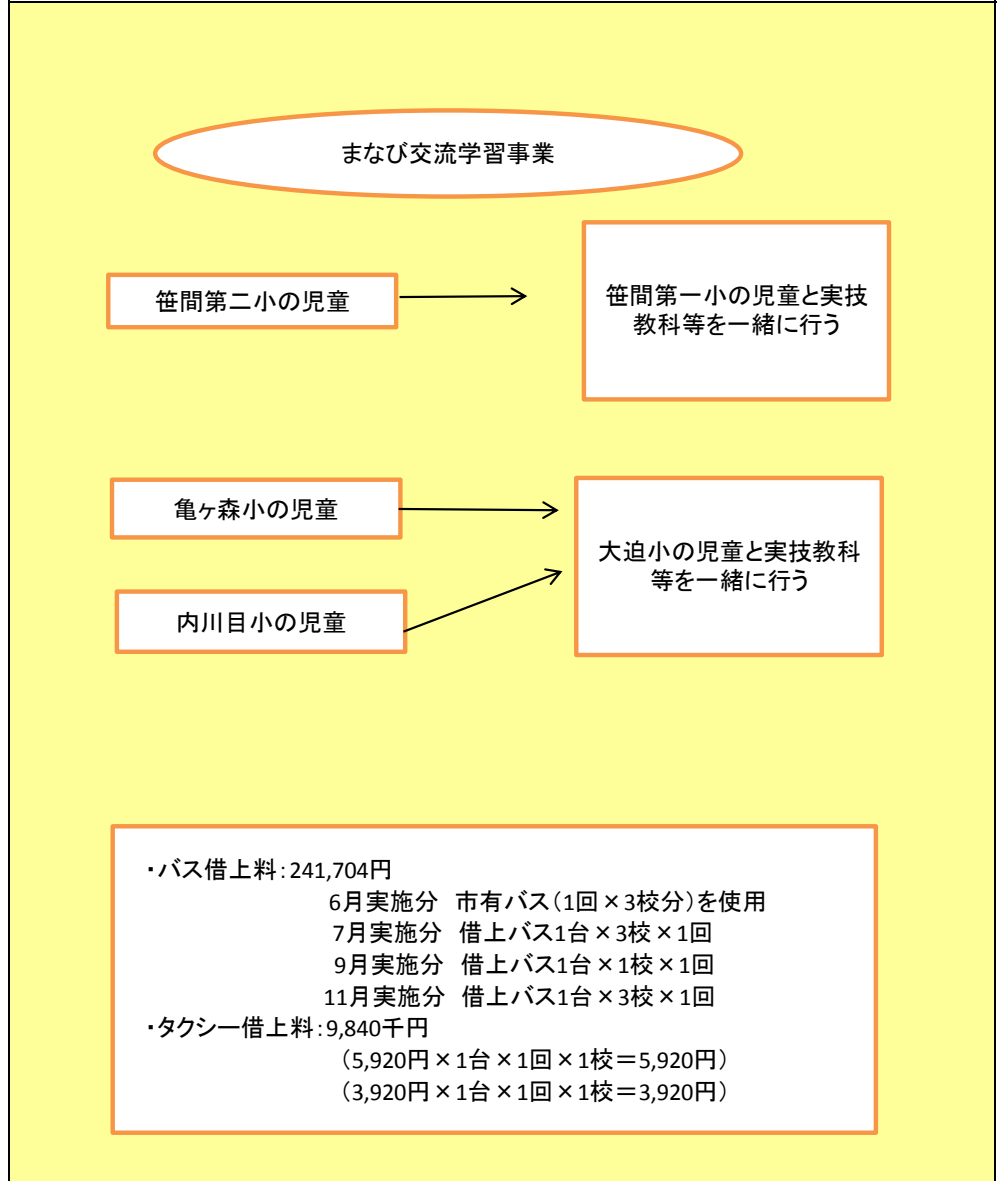 まなび交流学習事業
笹間第二小の児童
笹間第一小の児童と実技
教科等を一緒に行う
亀ヶ森小の児童
内川目小の児童
大迫小の児童と実技教科
等を一緒に行う
・バス借上料：241,704円
6月実施分　市有バス（1回×3校分）を使用
7月実施分　借上バス1台×3校×1回
9月実施分　借上バス1台×1校×1回
11月実施分　借上バス1台×3校×1回
・タクシー借上料：9,840千円
（5,920円×1台×1回×1校＝5,920円）
（3,920円×1台×1回×1校＝3,920円）